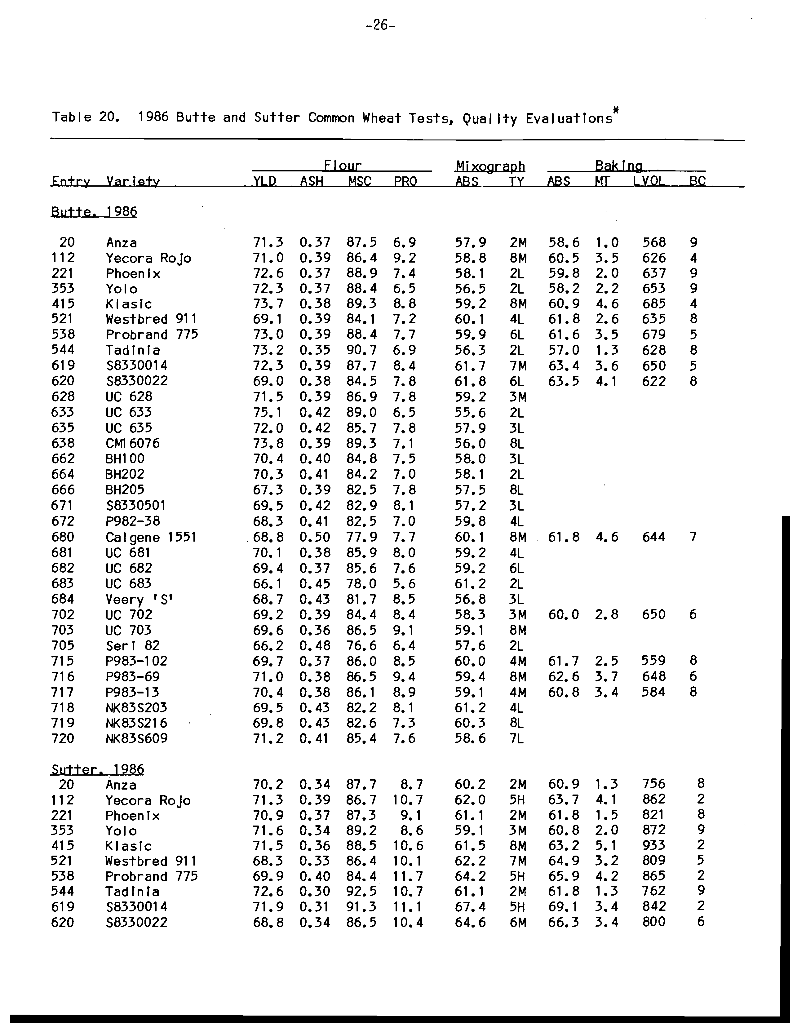 -26-
Table 20. 1986 Butte and Sutter Common Wheat Tests, Quality Evaluations*
Flour Mixograph Baking
Entry Variety YLD ASH MSC PRO ABS TY ABS MT LVOL BC
Butte. 1986
20 Anza 71.3 0.37 87.5 6.9 57.9 2M 58.6 1.0 568 9
112 Yecora Rojo 71.0 0.39 86.4 9.2 58.8 8M 60.5 3.5 626 4
221 Phoenix 72.6 0.37 88.9 7.4 58.1 2L 59.8 2.0 637 9
353 Yolo 72.3 0.37 88.4 6.5 56.5 2L 58.2 2.2 653 9
415 Klasic 73.7 0.38 89.3 8.8 59.2 8M 60.9 4.6 685 4
521 Westbred 911 69.1 0.39 84.1 7.2 60.1 4L 61.8 2.6 635 8
538 Probrand 775 73.0 0.39 88.4 7.7 59.9 6L 61.6 3.5 679 5
544 Tadinia 73.2 0.35 90.7 6.9 56.3 2L 57.0 1.3 628 8
619 S8330014 72.3 0.39 87.7 8.4 61.7 7M 63.4 3.6 650 5
620 S8330022 69.0 0.38 84.5 7.8 61.8 6L 63.5 4.1 622 8
628 UC 628 71.5 0.39 86.9 7.8 59.2 3M
633 UC 633 75.1 0.42 89.0 6.5 55.6 2L
635 UC 635 72.0 0.42 85.7 7.8 57.9 3L
638 CMI6076 73.8 0.39 89.3 7.1 56.0 8L
662 BH100 70.4 0.40 84.8 7.5 58.0 3L
664 BH202 70.3 0.41 84.2 7.0 58.1 2L
666 BH205 67.3 0.39 82.5 7.8 57.5 8L
671 S8330501 69.5 0.42 82.9 8.1 57.2 3L
672 P982-38 68.3 0.41 82.5 7.0 59.8 4L
680 Calgene 1551 68.8 0.50 77.9 7.7 60.1 8M 61.8 4.6 644 7
681 UC 681 70.1 0.38 85.9 8.0 59.2 4L
682 UC 682 69.4 0.37 85.6 7.6 59.2 6L
683 UC 683 66.1 0.45 78.0 5.6 61.2 2L
684 Veery 'S' 68.7 0.43 81.7 8.5 56.8 3L
702 UC 702 69.2 0.39 84.4 8.4 58.3 3M 60.0 2.8 650 6
703 UC 703 69.6 0.36 86.5 9.1 59.1 8M
705 Seri 82 66.2 0.48 76.6 6.4 57.6 2L
715 P983-102 69.7 0.37 86.0 8.5 60.0 4M 61.7 2.5 559 8
716 P983-69 71.0 0.38 86.5 9.4 59.4 8M 62.6 3.7 648 6
717 P983-13 70.4 0.38 86.1 8.9 59.1 4M 60.8 3.4 584 8
718 NK83S203 69.5 0.43 82.2 8.1 61.2 4L
719 NK83S216 69.8 0.43 82.6 7.3 60.3 8L
720 NK83S609 71.2 0.41 85.4 7.6 58.6 7L
Sutter. 1986
20 Anza 70.2 0.34 87.7 8.7 60.2 2M 60.9 1.3 756 8
112 Yecora Rojo 71.3 0.39 86.7 10.7 62.0 5H 63.7 4.1 862 2
221 Phoenix 70.9 0.37 87.3 9.1 61.1 2M 61.8 1.5 821 8
353 Yolo 71.6 0.34 89.2 8.6 59.1 3M 60.8 2.0 872 9
415 Klasic 71.5 0.36 88.5 10.6 61.5 8M 63.2 5.1 933 2
521 Westbred 911 68.3 0.33 86.4 10.1 62.2 7M 64.9 3.2 809 5
538 Probrand 775 69.9 0.40 84.4 11.7 64.2 5H 65.9 4.2 865 2
544 Tadinia 72.6 0.30 92.5 10.7 61.1 2M 61.8 1.3 762 9
619 S8330014 71.9 0.31 91.3 11.1 67.4 5H 69.1 3.4 842 2
620 S8330022 68.8 0.34 86.5 10.4 64.6 6M 66.3 3.4 800 6